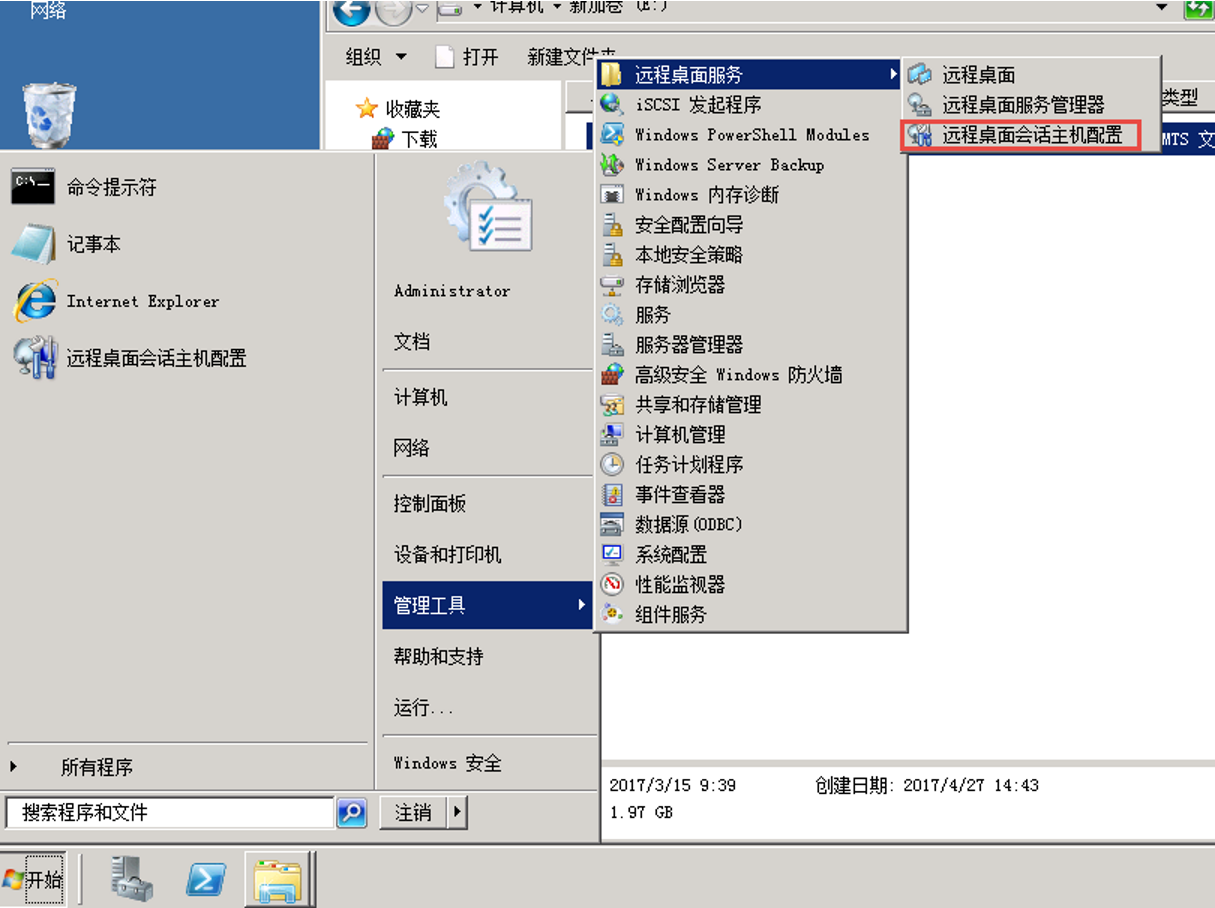 网络
计算机 新加卷 (E:)
组织 打开 新建文件夹
收藏夹
下载
类型
MTS 文
远程桌面服务
iSCSI 发起程序
Windows PowerShell Modules
Windows Server Backup
Windows 内存诊断
安全配置向导
本地安全策略
存储浏览器
服务
服务器管理器
高级安全 Windows 防火墙
共享和存储管理
计算机管理
任务计划程序
事件查看器
数据源(ODBC)
系统配置
性能监视器
组件服务
远程桌面
远程桌面服务管理器
远程桌面会话主机配置
C:\
命令提示符
记事本
Internet Explorer
远程桌面会话主机配置
Administrator
文档
计算机
网络
控制面板
设备和打印机
管理工具
帮助和支持
运行...
Windows 安全
所有程序
搜索程序和文件
注销
2017/3/15 9:39 创建日期: 2017/4/27 14:43
1.97 GB
开始